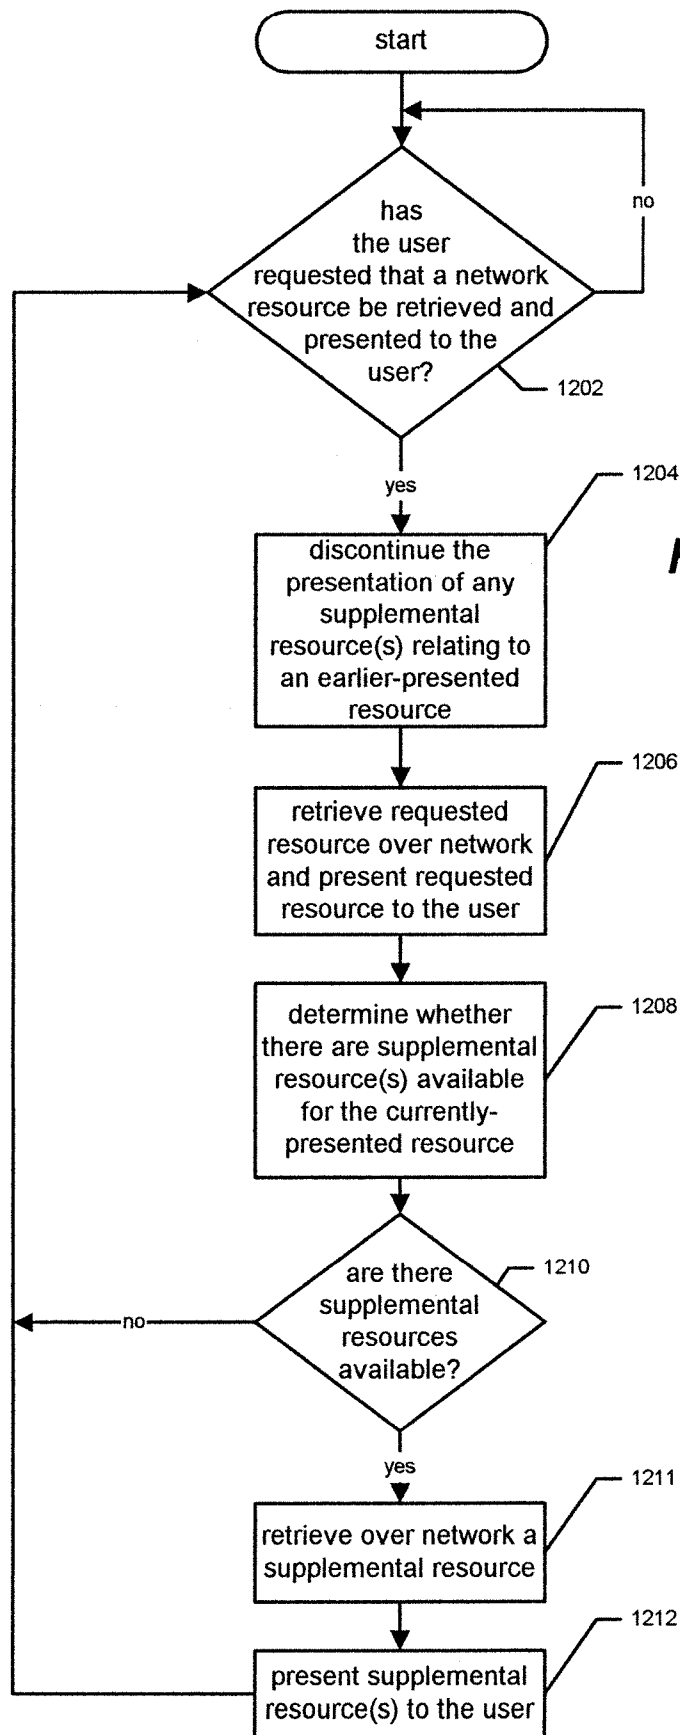 start
has
the user
requested that a network
resource be retrieved and
presented to the
user?
no
1202
yes
1204
discontinue the
presentation of any
supplemental
resource(s) relating to
an earlier-presented
resource
1206
retrieve requested
resource over network
and present requested
resource to the user
1208
determine whether
there are supplemental
resource(s) available
for the currently-
presented resource
1210
are there
supplemental
resources
available?
no
yes
1211
retrieve over network a
supplemental resource
1212
present supplemental
resource(s) to the user